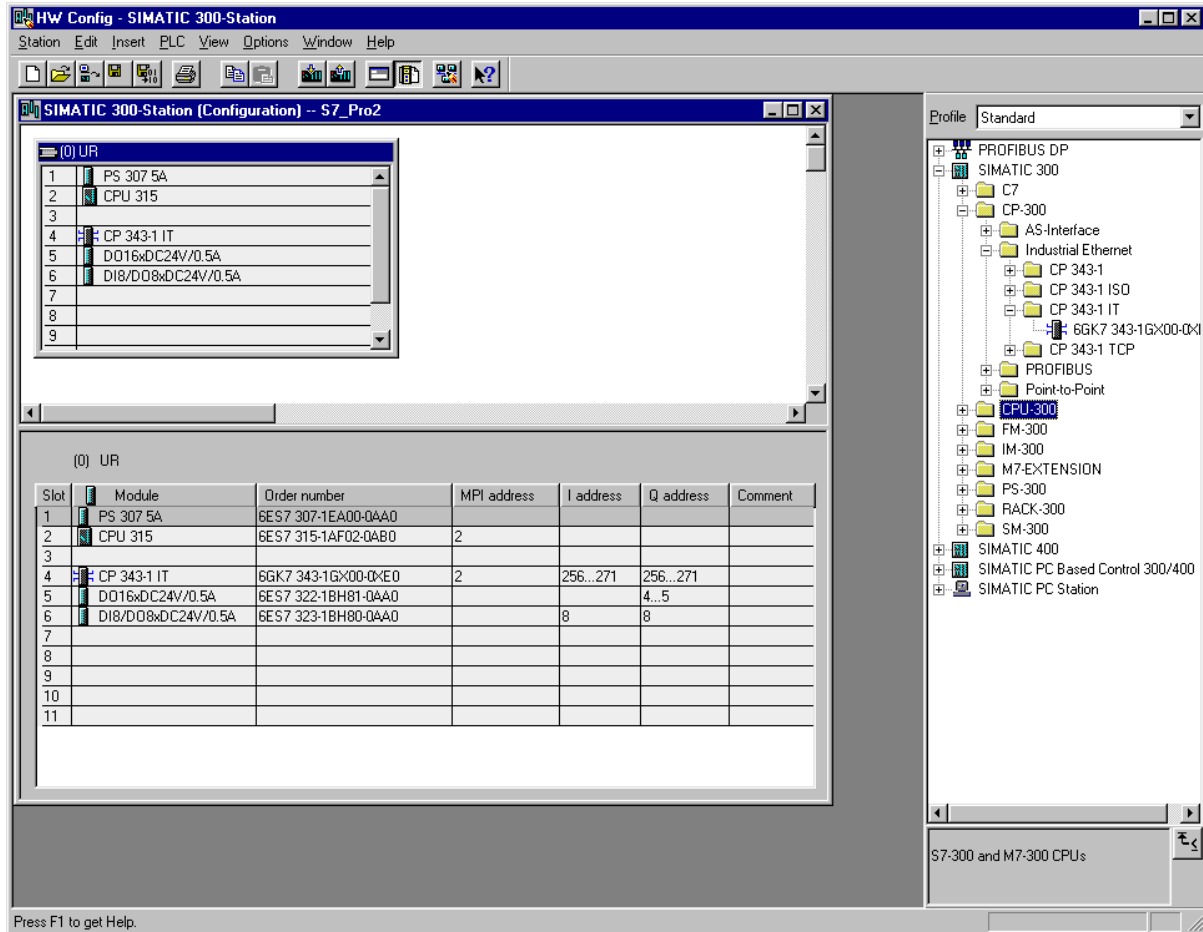 HW Config - SIMATIC 300-Station
Station Edit Insert PLC View Options Window Help
SIMATIC 300-Station (Configuration) -- S7_Pro2
(0) UR
1 PS 307 5A
2 CPU 315
3
4 CP 343-1 IT
5 DO16xDC24V/0.5A
6 DI8/DO8xDC24V/0.5A
7
8
9
(0) UR
Slot Module Order number MPI address I address Q address Comment
1 PS 307 5A 6ES7 307-1EA00-0AA0
2 CPU 315 6ES7 315-1AF02-0AB0 2
3
4 CP 343-1 IT 6GK7 343-1GX00-0XE0 2 256...271 256...271
5 DO16xDC24V/0.5A 6ES7 322-1BH81-0AA0 4...5
6 DI8/DO8xDC24V/0.5A 6ES7 323-1BH80-0AA0 8 8
7
8
9
10
11
Profile Standard
PROFIBUS DP
SIMATIC 300
C7
CP-300
AS-Interface
Industrial Ethernet
CP 343-1
CP 343-1 ISO
CP 343-1 IT
6GK7 343-1GX00-0X
CP 343-1 TCP
PROFIBUS
Point-to-Point
CPU-300
FM-300
IM-300
M7-EXTENSION
PS-300
RACK-300
SM-300
SIMATIC 400
SIMATIC PC Based Control 300/400
SIMATIC PC Station
S7-300 and M7-300 CPUs
Press F1 to get Help.